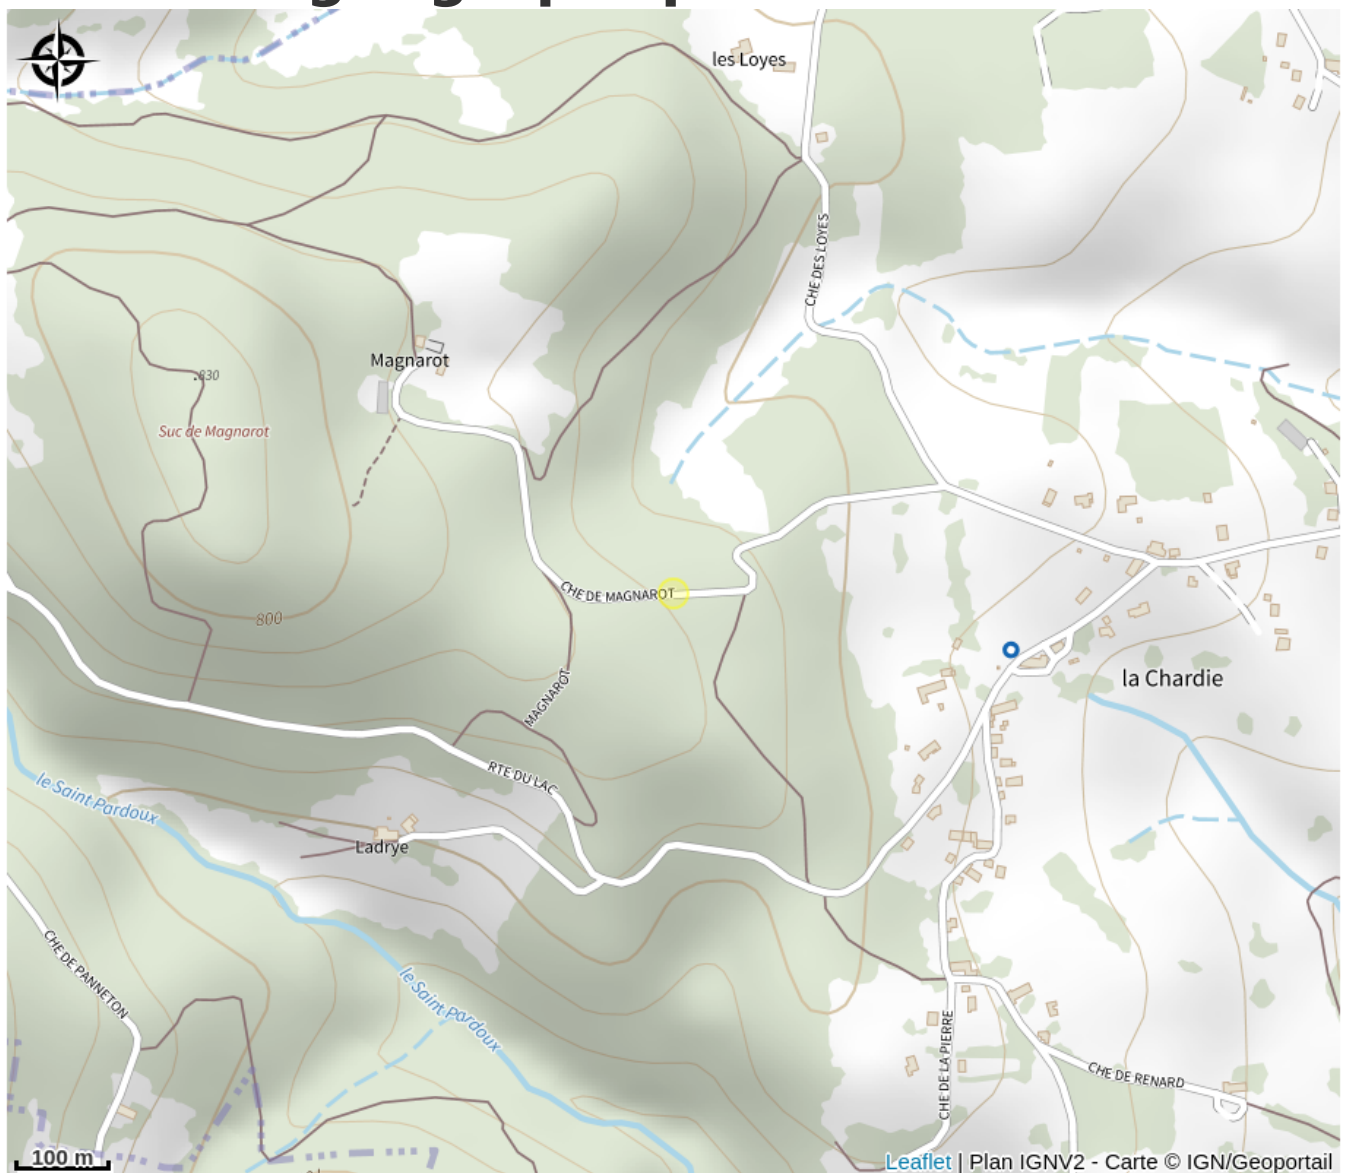 les Loyes
CHE DES LOYES
Magnarot
.830
Suc de Magnarot
CHE DE MAGNAROT
800
la Chardie
MAGNAROT
RTE DU LAC
le Saint Pardoux
Ladrye
CHE DE PANNETON
le Saint Pardoux
CHE DE LA PIERRE
CHE DE RENARD
100 m
Leaflet | Plan IGNV2 - Carte © IGN/Geoportail